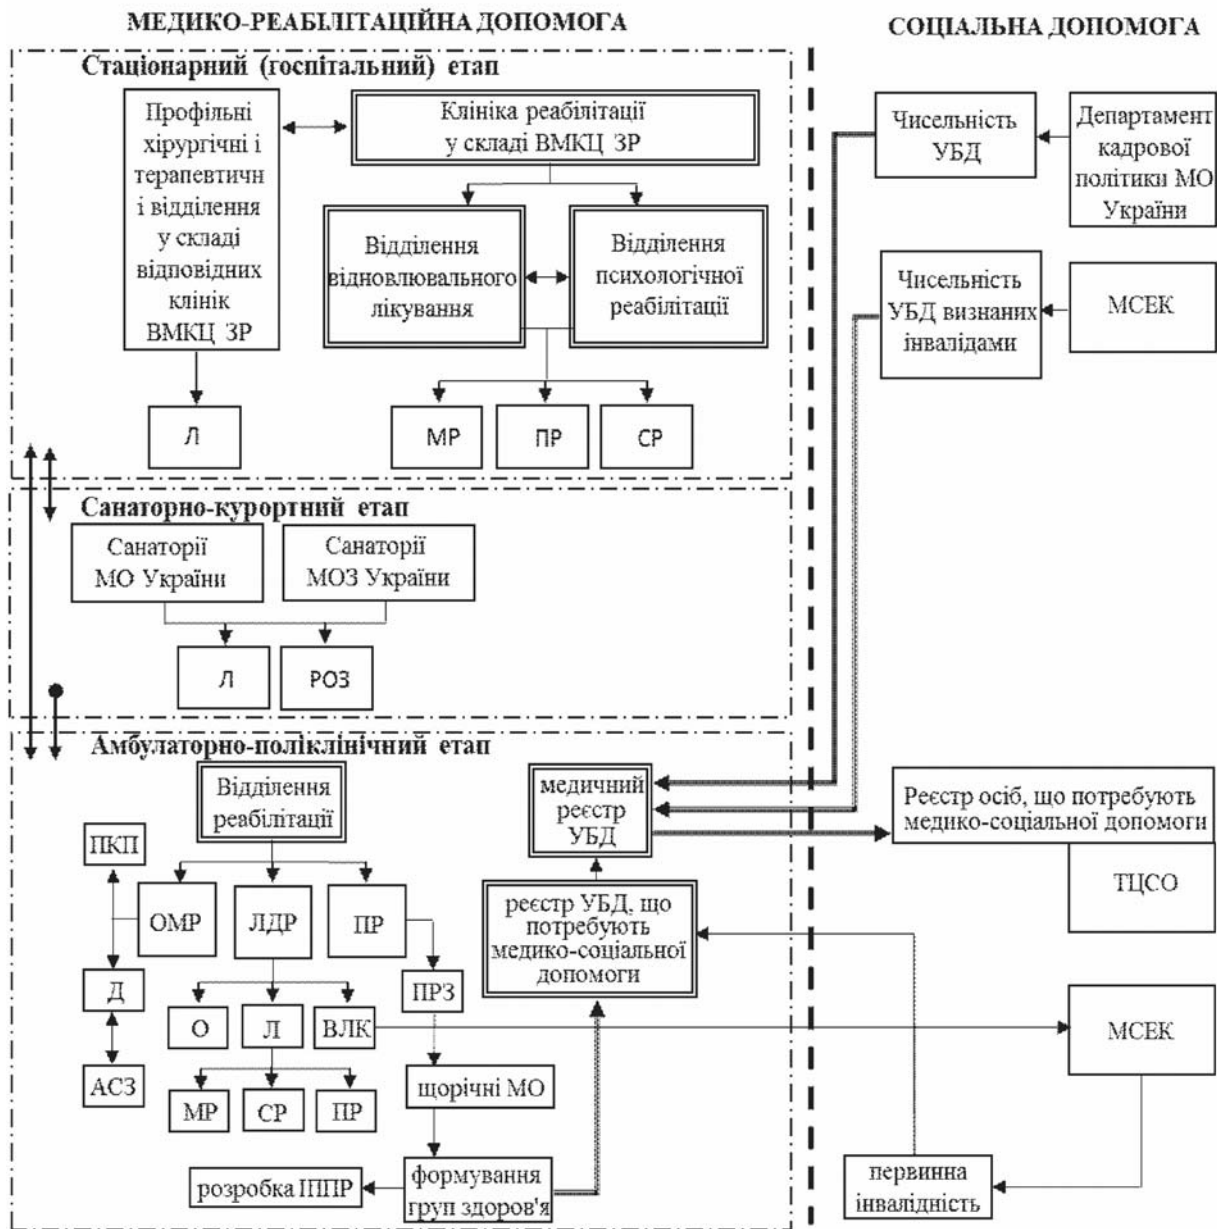 МЕДИКО-РЕАБІЛІТАЦІЙНА ДОПОМОГА
СОЦІАЛЬНА ДОПОМОГА
Стаціонарний (госпітальний) етап
Профільні
хірургічні і
терапевтичн
і відділення
у складі
відповідних
клінік
ВМКЦ ЗР
Клініка реабілітації
у складі ВМКЦ ЗР
Відділення
відновлювального
лікування
Відділення
психологічної
реабілітації
Л
МР
ПР
СР
Чисельність
УБД
Департамент
кадрової
політики МО
України
Чисельність
УБД визнаних
інвалідами
МСЕК
Санаторно-курортний етап
Санаторії
МО України
Санаторії
МОЗ України
Л
РОЗ
Амбулаторно-поліклінічний етап
Відділення
реабілітації
медичний
реєстр
УБД
Реєстр осіб, що потребують
медико-соціальної допомоги
ТЦСО
ПКП
ОМР
ЛДР
ПР
реєстр УБД, що
потребують
медико-соціальної
допомоги
Д
ПРЗ
О
Л
ВЛК
МСЕК
АСЗ
щорічні МО
МР
СР
ПР
розробка ІППР
формування
груп здоров'я
первинна
інвалідність